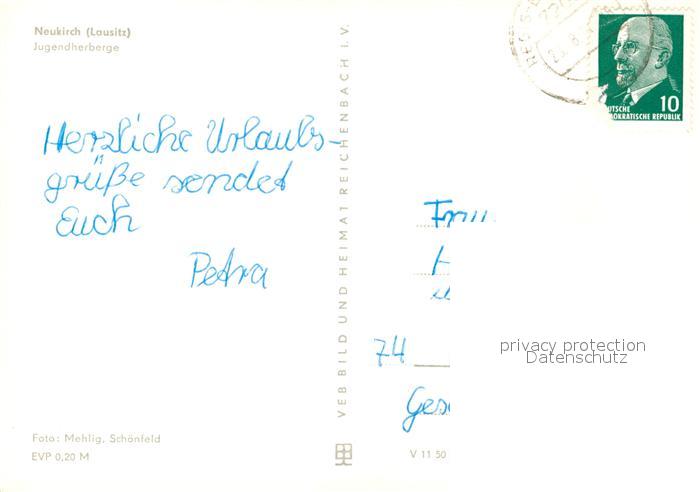 Neukirch (Lausitz)
Jugendherberge
Herzliche Urlaubs-
grüße sendet
Euch
Petra
Foto: Mehlig, Schönfeld
EVP 0,20 M
VEB BILD UND HEIMAT REICHENBACH I. V.
V 11 50
10
DEUTSCHE
DEMOKRATISCHE REPUBLIK
74
privacy protection
Datenschutz